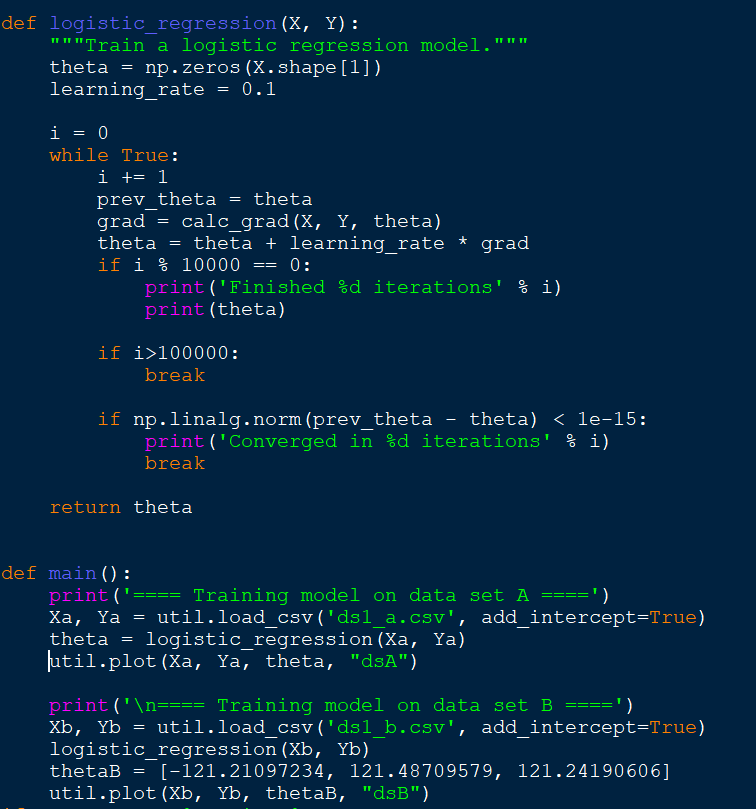 def logistic_regression(X, Y):
    """Train a logistic regression model."""
    theta = np.zeros(X.shape[1])
    learning_rate = 0.1

    i = 0
    while True:
        i += 1
        prev_theta = theta
        grad = calc_grad(X, Y, theta)
        theta = theta + learning_rate * grad
        if i % 10000 == 0:
            print('Finished %d iterations' % i)
            print(theta)

        if i>100000:
            break

        if np.linalg.norm(prev_theta - theta) < 1e-15:
            print('Converged in %d iterations' % i)
            break

    return theta


def main():
    print('==== Training model on data set A ====')
    Xa, Ya = util.load_csv('ds1_a.csv', add_intercept=True)
    theta = logistic_regression(Xa, Ya)
    util.plot(Xa, Ya, theta, "dsA")

    print('\n==== Training model on data set B ====')
    Xb, Yb = util.load_csv('ds1_b.csv', add_intercept=True)
    logistic_regression(Xb, Yb)
    thetaB = [-121.21097234, 121.48709579, 121.24190606]
    util.plot(Xb, Yb, thetaB, "dsB")